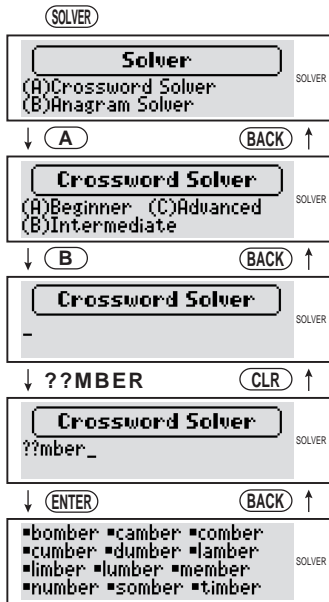 SOLVER
Solver
(A)Crossword Solver
(B)Anagram Solver
SOLVER
↓ A BACK ↑
Crossword Solver
(A)Beginner (C)Advanced
(B)Intermediate
SOLVER
↓ B BACK ↑
Crossword Solver
_
SOLVER
↓ ??MBER CLR ↑
Crossword Solver
??mber_
SOLVER
↓ ENTER BACK ↑
▪bomber ▪camber ▪comber
▪cumber ▪dumber ▪lamber
▪limber ▪lumber ▪member
▪number ▪somber ▪timber
SOLVER